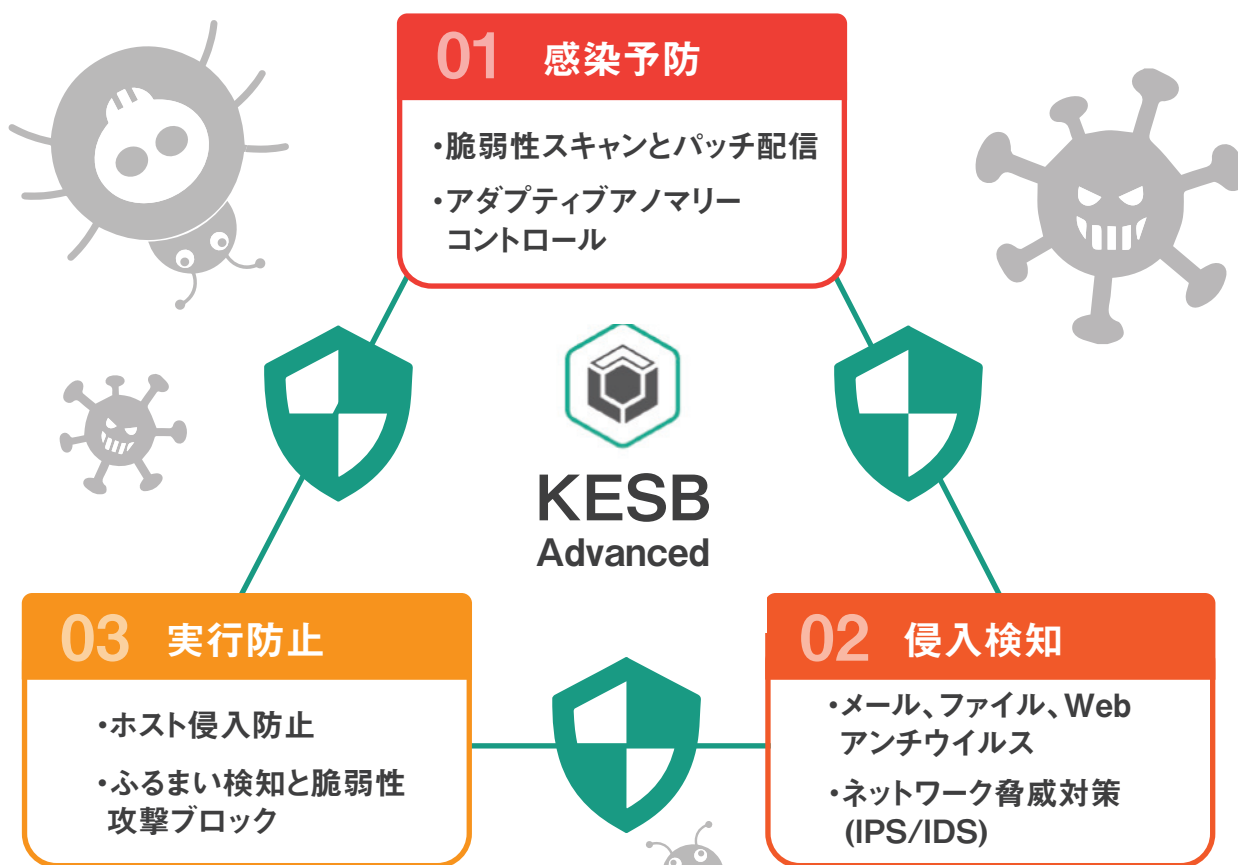 01 感染予防
・脆弱性スキャンとパッチ配信
・アダプティブアノマリー
コントロール
KESB
Advanced
03 実行防止
・ホスト侵入防止
・ふるまい検知と脆弱性
攻撃ブロック
02 侵入検知
・メール、ファイル、Web
アンチウイルス
・ネットワーク脅威対策
(IPS/IDS)